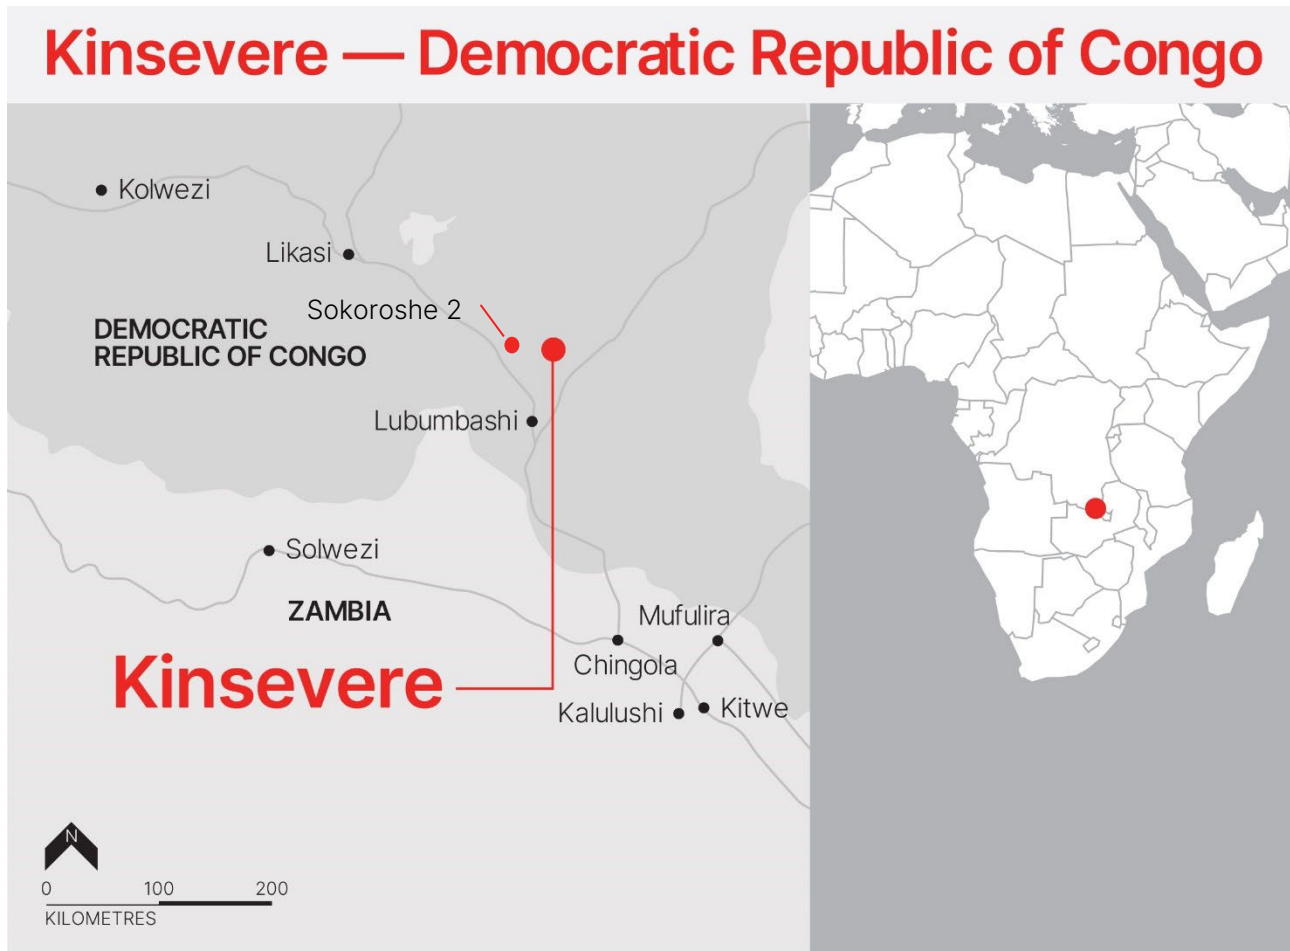 Kinsevere — Democratic Republic of Congo
Kolwezi
Likasi
Sokoroshe 2
DEMOCRATIC
REPUBLIC OF CONGO
Lubumbashi
Solwezi
ZAMBIA
Mufulira
Chingola
Kinsevere
Kalulushi
Kitwe
N
0 100 200
KILOMETRES